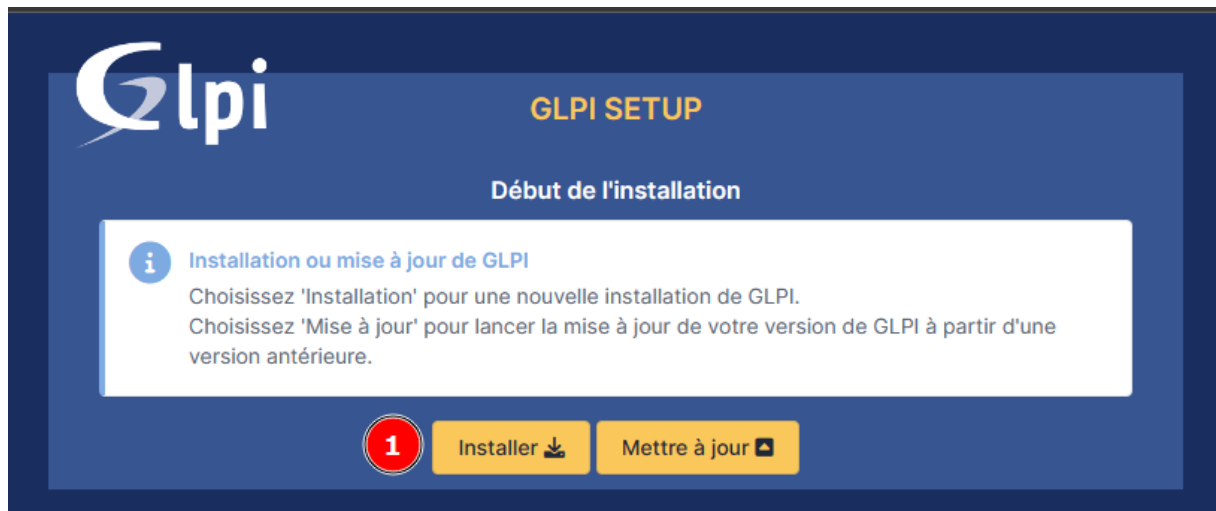 Glpi
GLPI SETUP
Début de l'installation
Installation ou mise à jour de GLPI
Choisissez 'Installation' pour une nouvelle installation de GLPI.
Choisissez 'Mise à jour' pour lancer la mise à jour de votre version de GLPI à partir d'une
version antérieure.
1 Installer Mettre à jour